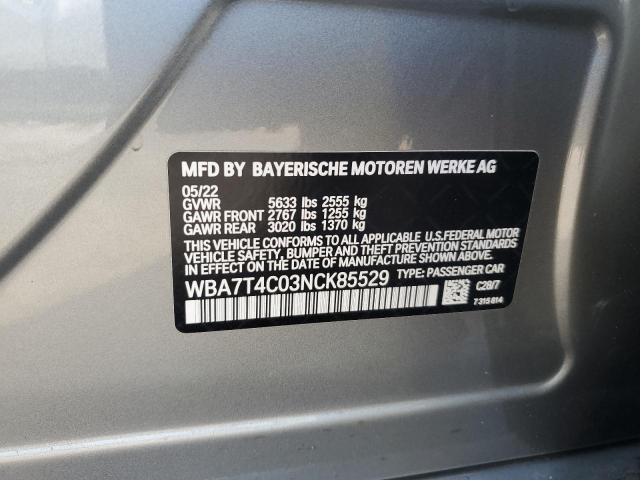 MFD BY BAYERISCHE MOTOREN WERKE AG
05/22
GVWR 5633 lbs 2555 kg
GAWR FRONT 2767 lbs 1255 kg
GAWR REAR 3020 lbs 1370 kg
THIS VEHICLE CONFORMS TO ALL APPLICABLE U.S.FEDERAL MOTOR
VEHICLE SAFETY, BUMPER, AND THEFT PREVENTION STANDARDS
IN EFFECT ON THE DATE OF MANUFACTURE SHOWN ABOVE.
WBA7T4C03NCK85529 TYPE: PASSENGER CAR
C28/7
7 315 814